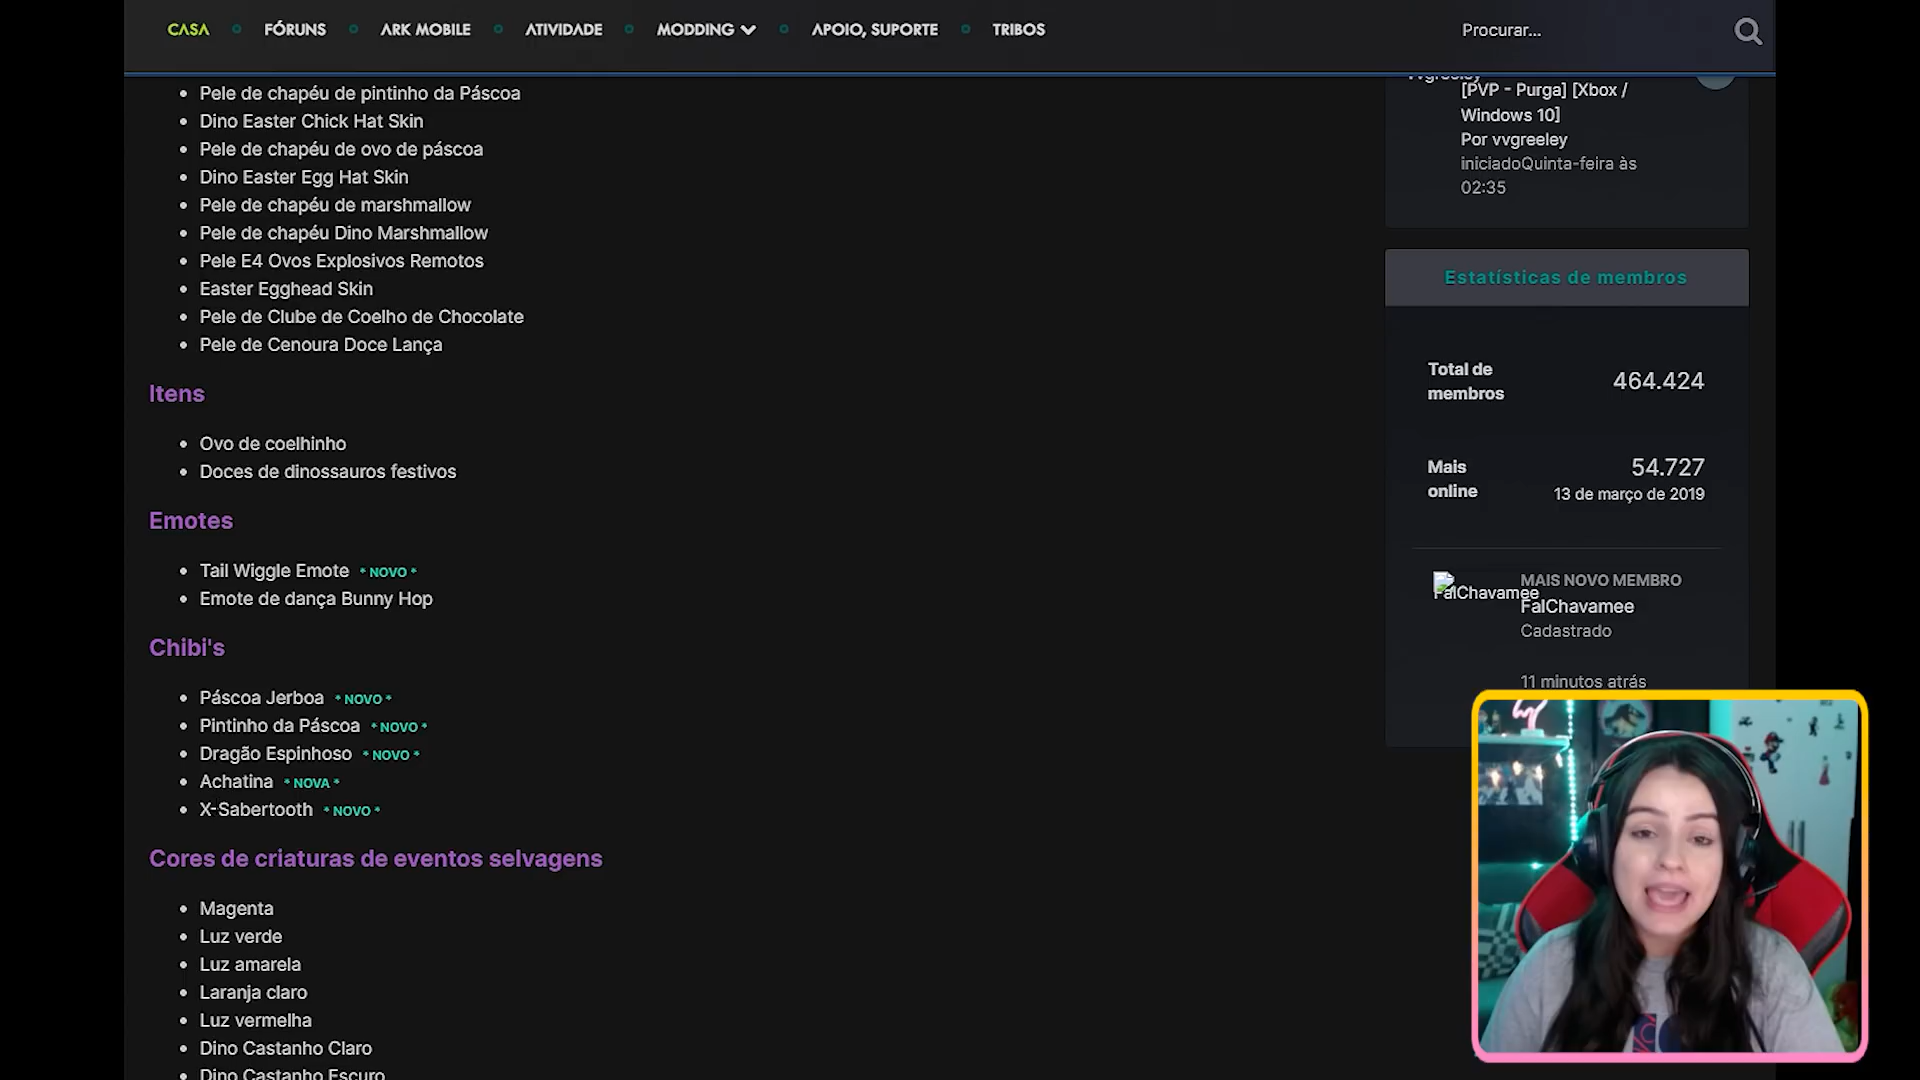 CASA FÓRUNS ARK MOBILE ATIVIDADE MODDING APOIO, SUPORTE TRIBOS Procurar...
Pele de chapéu de pintinho da Páscoa
Dino Easter Chick Hat Skin
Pele de chapéu de ovo de páscoa
Dino Easter Egg Hat Skin
Pele de chapéu de marshmallow
Pele de chapéu Dino Marshmallow
Pele E4 Ovos Explosivos Remotos
Easter Egghead Skin
Pele de Clube de Coelho de Chocolate
Pele de Cenoura Doce Lança
Itens
Ovo de coelhinho
Doces de dinossauros festivos
Emotes
Tail Wiggle Emote * NOVO *
Emote de dança Bunny Hop
Chibi's
Páscoa Jerboa * NOVO *
Pintinho da Páscoa * NOVO *
Dragão Espinhoso * NOVO *
Achatina * NOVA *
X-Sabertooth * NOVO *
Cores de criaturas de eventos selvagens
Magenta
Luz verde
Luz amarela
Laranja claro
Luz vermelha
Dino Castanho Claro
Dino Castanho Escuro
vvgreeley
[PVP - Purga] [Xbox /
Windows 10]
Por vvgreeley
iniciadoQuinta-feira às
02:35
Estatísticas de membros
Total de
membros
464.424
Mais
online
54.727
13 de março de 2019
FalChavamee
MAIS NOVO MEMBRO
FalChavamee
Cadastrado
11 minutos atrás